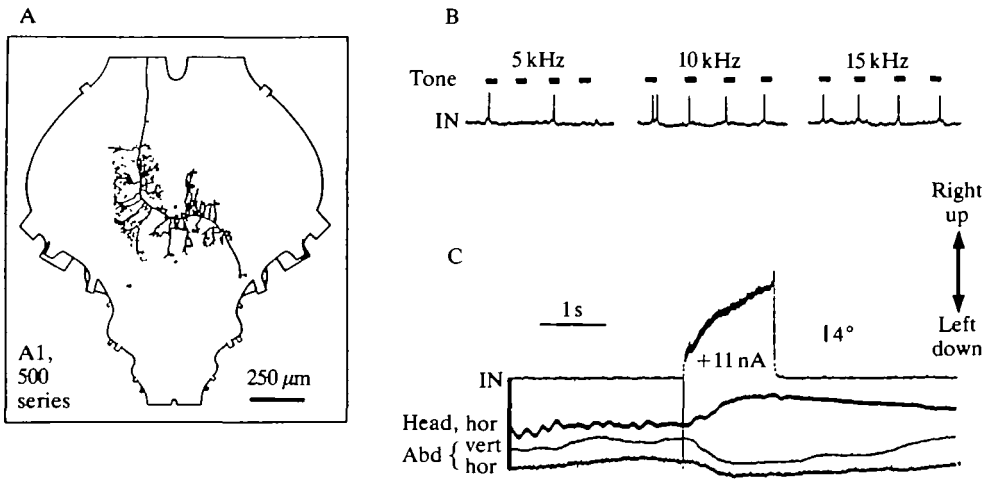 A
A1,
500
series
250 μm
B
5 kHz 10 kHz 15 kHz
Tone
IN
C
Right
up
Left
down
1 s
4°
+11 nA
IN
Head, hor
Abd { vert
hor